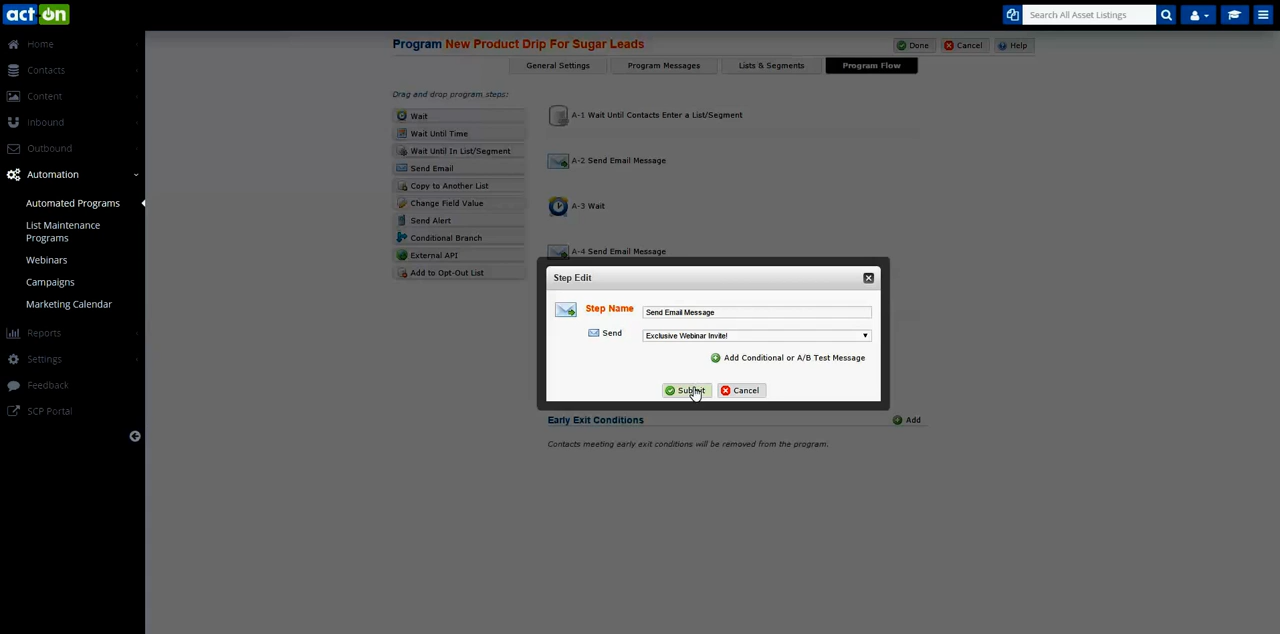 act-on
Search All Asset Listings
Home
Contacts
Content
Inbound
Outbound
Automation
Automated Programs
List Maintenance
Programs
Webinars
Campaigns
Marketing Calendar
Reports
Settings
Feedback
SCP Portal
Program New Product Drip For Sugar Leads
Done
Cancel
Help
General Settings
Program Messages
Lists & Segments
Program Flow
Drag and drop program steps:
Wait
Wait Until Time
Wait Until In List/Segment
Send Email
Copy to Another List
Change Field Value
Send Alert
Conditional Branch
External API
Add to Opt-Out List
A-1 Wait Until Contacts Enter a List/Segment
A-2 Send Email Message
A-3 Wait
A-4 Send Email Message
Step Edit
Step Name
Send Email Message
Send
Exclusive Webinar Invite!
Add Conditional or A/B Test Message
Submit
Cancel
Early Exit Conditions
Add
Contacts meeting early exit conditions will be removed from the program.